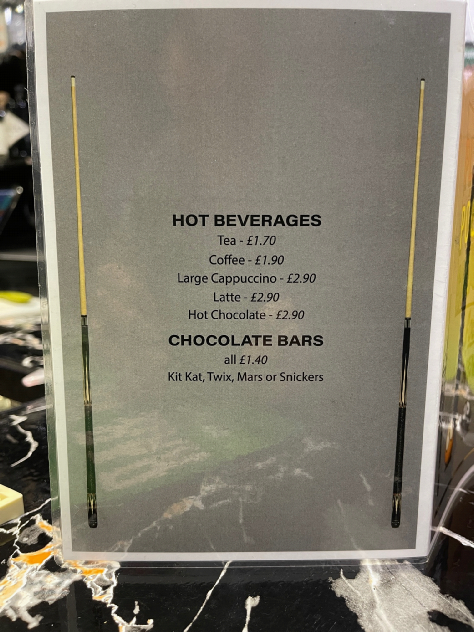 HOT BEVERAGES
Tea - £1.70
Coffee - £1.90
Large Cappuccino - £2.90
Latte - £2.90
Hot Chocolate - £2.90
CHOCOLATE BARS
all £1.40
Kit Kat, Twix, Mars or Snickers